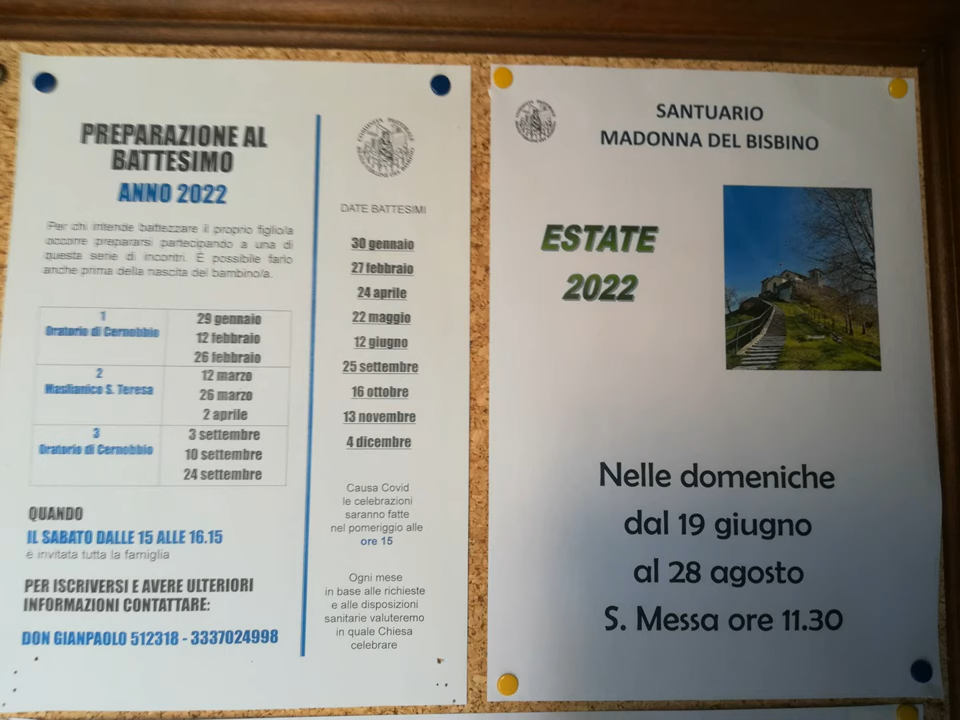 PREPARAZIONE AL
BATTESIMO
ANNO 2022
Per chi intende battezzare il proprio figlio/a
occorre prepararsi partecipando a una di
questa serie di incontri. È possibile farlo
anche prima della nascita del bambino/a.
1
Oratorio di Cernobbio
29 gennaio
12 febbraio
26 febbraio
2
Maslianico S. Teresa
12 marzo
26 marzo
2 aprile
3
Oratorio di Cernobbio
3 settembre
10 settembre
24 settembre
QUANDO
IL SABATO DALLE 15 ALLE 16.15
è invitata tutta la famiglia
PER ISCRIVERSI E AVERE ULTERIORI
INFORMAZIONI CONTATTARE:
DON GIANPAOLO 512318 - 3337024998
DATE BATTESIMI
30 gennaio
27 febbraio
24 aprile
22 maggio
12 giugno
25 settembre
16 ottobre
13 novembre
4 dicembre
Causa Covid
le celebrazioni
saranno fatte
nel pomeriggio alle
ore 15
Ogni mese
in base alle richieste
e alle disposizioni
sanitarie valuteremo
in quale Chiesa
celebrare
SANTUARIO
MADONNA DEL BISBINO
ESTATE
2022
Nelle domeniche
dal 19 giugno
al 28 agosto
S. Messa ore 11.30